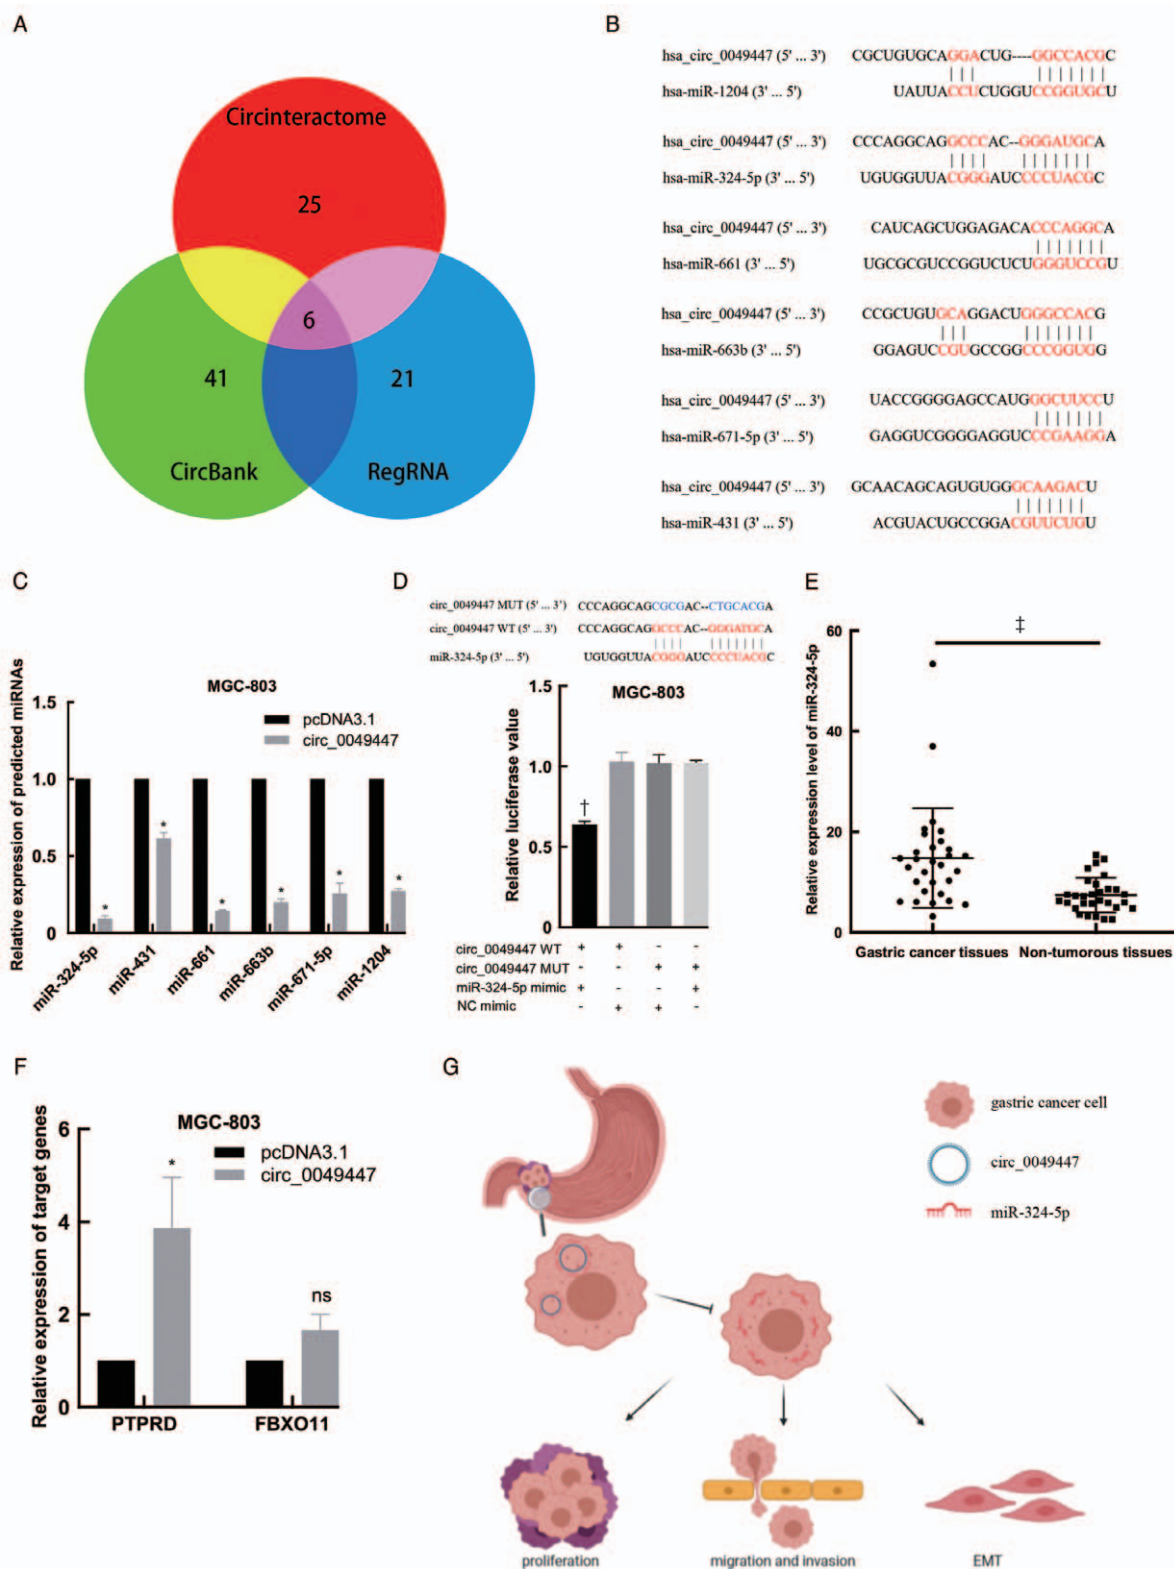 A
Circinteractome
25
6
41
21
CircBank
RegRNA
B
hsa_circ_0049447 (5' ... 3') CGCUGUGCAGGACUG----GGCCACGC
hsa-miR-1204 (3' ... 5') UAUUACCUCUGGUCCGGUGCU
hsa_circ_0049447 (5' ... 3') CCCAGGCAGGCCCAC--GGGAUGCA
hsa-miR-324-5p (3' ... 5') UGUGGUUACGGGAUCCCCUACGC
hsa_circ_0049447 (5' ... 3') CAUCAGCUGGAGACACCCAGGCA
hsa-miR-661 (3' ... 5') UGCGCGUCCGGUCUCUGGGUCCGU
hsa_circ_0049447 (5' ... 3') CCGCUGUGCAGGACUGGGCCACG
hsa-miR-663b (3' ... 5') GGAGUCCGUGCCGGCCCGGUGG
hsa_circ_0049447 (5' ... 3') UACCGGGGAGCCAUGGGCUUCCU
hsa-miR-671-5p (3' ... 5') GAGGUCGGGGAGGUCCCGAAGGA
hsa_circ_0049447 (5' ... 3') GCAACAGCAGUGUGGGCAAGACU
hsa-miR-431 (3' ... 5') ACGUACUGCCGGACGUUCUGU
C
MGC-803
Relative expression of predicted miRNAs
1.5
1.0
0.5
0
pcDNA3.1
circ_0049447
* * * * * *
miR-324-5p
miR-431
miR-661
miR-663b
miR-671-5p
miR-1204
D
circ_0049447 MUT (5' ... 3') CCCAGGCAGCGCGAC--CTGCACGA
circ_0049447 WT (5' ... 3') CCCAGGCAGGCCCAC--GGGATGCA
miR-324-5p (3' ... 5') UGUGGUUACGGGAUCCCCUACGC
MGC-803
Relative luciferase value
1.5
1.0
0.5
0
†
circ_0049447 WT + + - -
circ_0049447 MUT - - + +
miR-324-5p mimic + - - +
NC mimic - + + -
E
Relative expression level of miR-324-5p
60
40
20
0
‡
Gastric cancer tissues Non-tumorous tissues
F
MGC-803
Relative expression of target genes
6
4
2
0
pcDNA3.1
circ_0049447
*
ns
PTPRD FBXO11
G
gastric cancer cell
circ_0049447
miR-324-5p
proliferation
migration and invasion
EMT